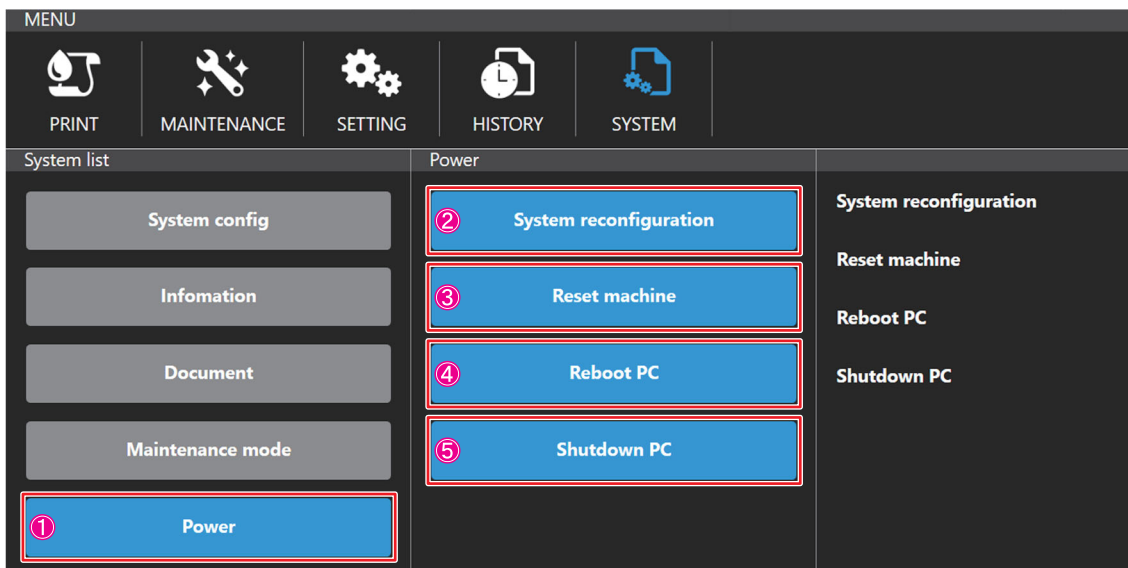 MENU
PRINT
MAINTENANCE
SETTING
HISTORY
SYSTEM
System list
Power
System config
Infomation
Document
Maintenance mode
① Power
② System reconfiguration
③ Reset machine
④ Reboot PC
⑤ Shutdown PC
System reconfiguration
Reset machine
Reboot PC
Shutdown PC